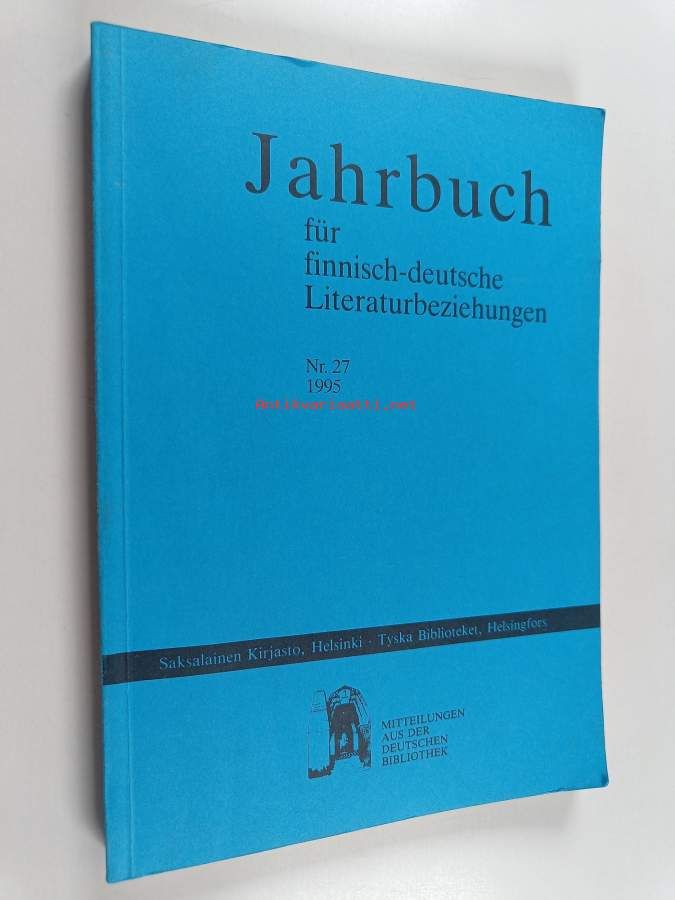 Jahrbuch
für
finnisch-deutsche
Literaturbeziehungen
Nr. 27
1995
Antikvariaatti.net
Saksalainen Kirjasto, Helsinki · Tyska Biblioteket, Helsingfors
MITTEILUNGEN
AUS DER
DEUTSCHEN
BIBLIOTHEK